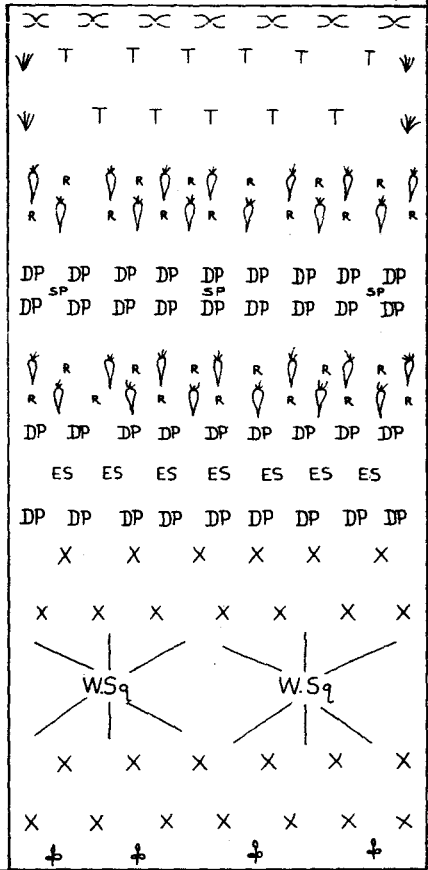 T T T T T T
T T T T T
R R R R R R
R R R R R R R
DP DP DP DP DP DP DP DP DP
SP SP SP
DP DP DP DP DP DP DP DP DP
R R R R R R
R R R R R R R
DP DP DP DP DP DP DP DP DP
ES ES ES ES ES ES ES
DP DP DP DP DP DP DP DP DP
X X X X X X
X X X X X X X
W.Sq W.Sq
X X X X X X
X X X X X X X